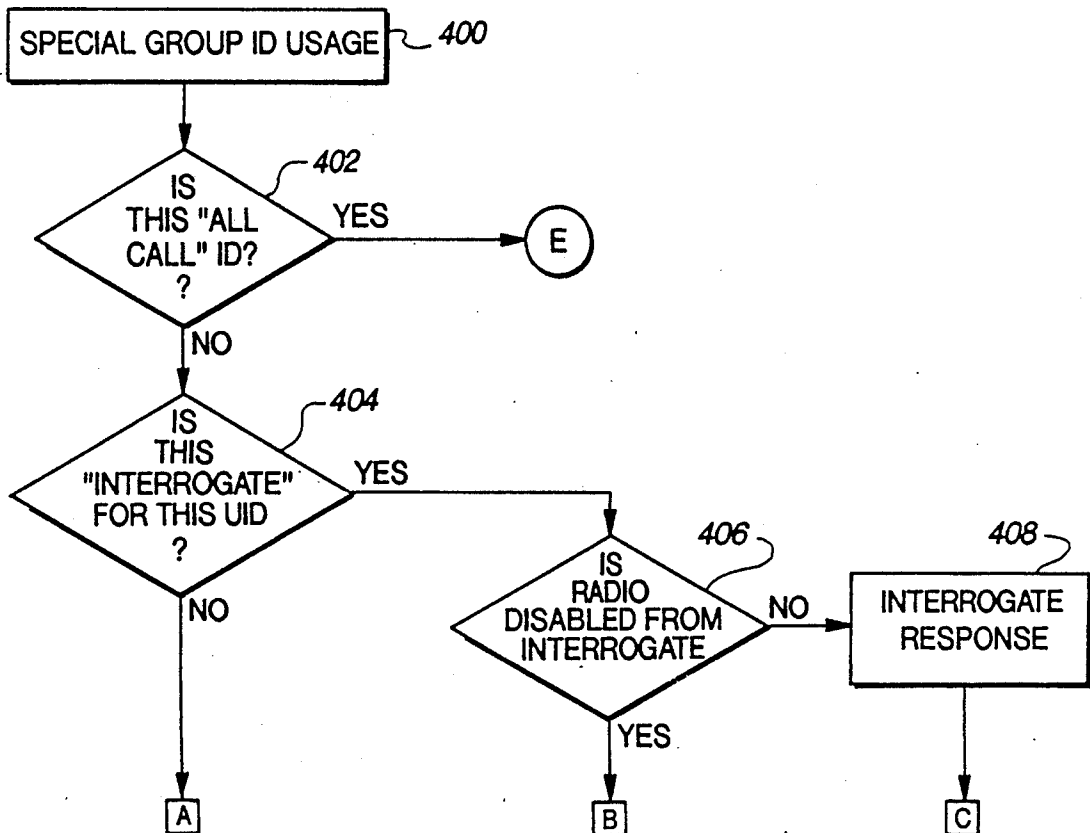 SPECIAL GROUP ID USAGE
400
402
IS
THIS "ALL
CALL" ID?
?
YES
E
NO
404
IS
THIS
"INTERROGATE"
FOR THIS UID
?
YES
NO
406
IS
RADIO
DISABLED FROM
INTERROGATE
NO
408
INTERROGATE
RESPONSE
YES
A
B
C